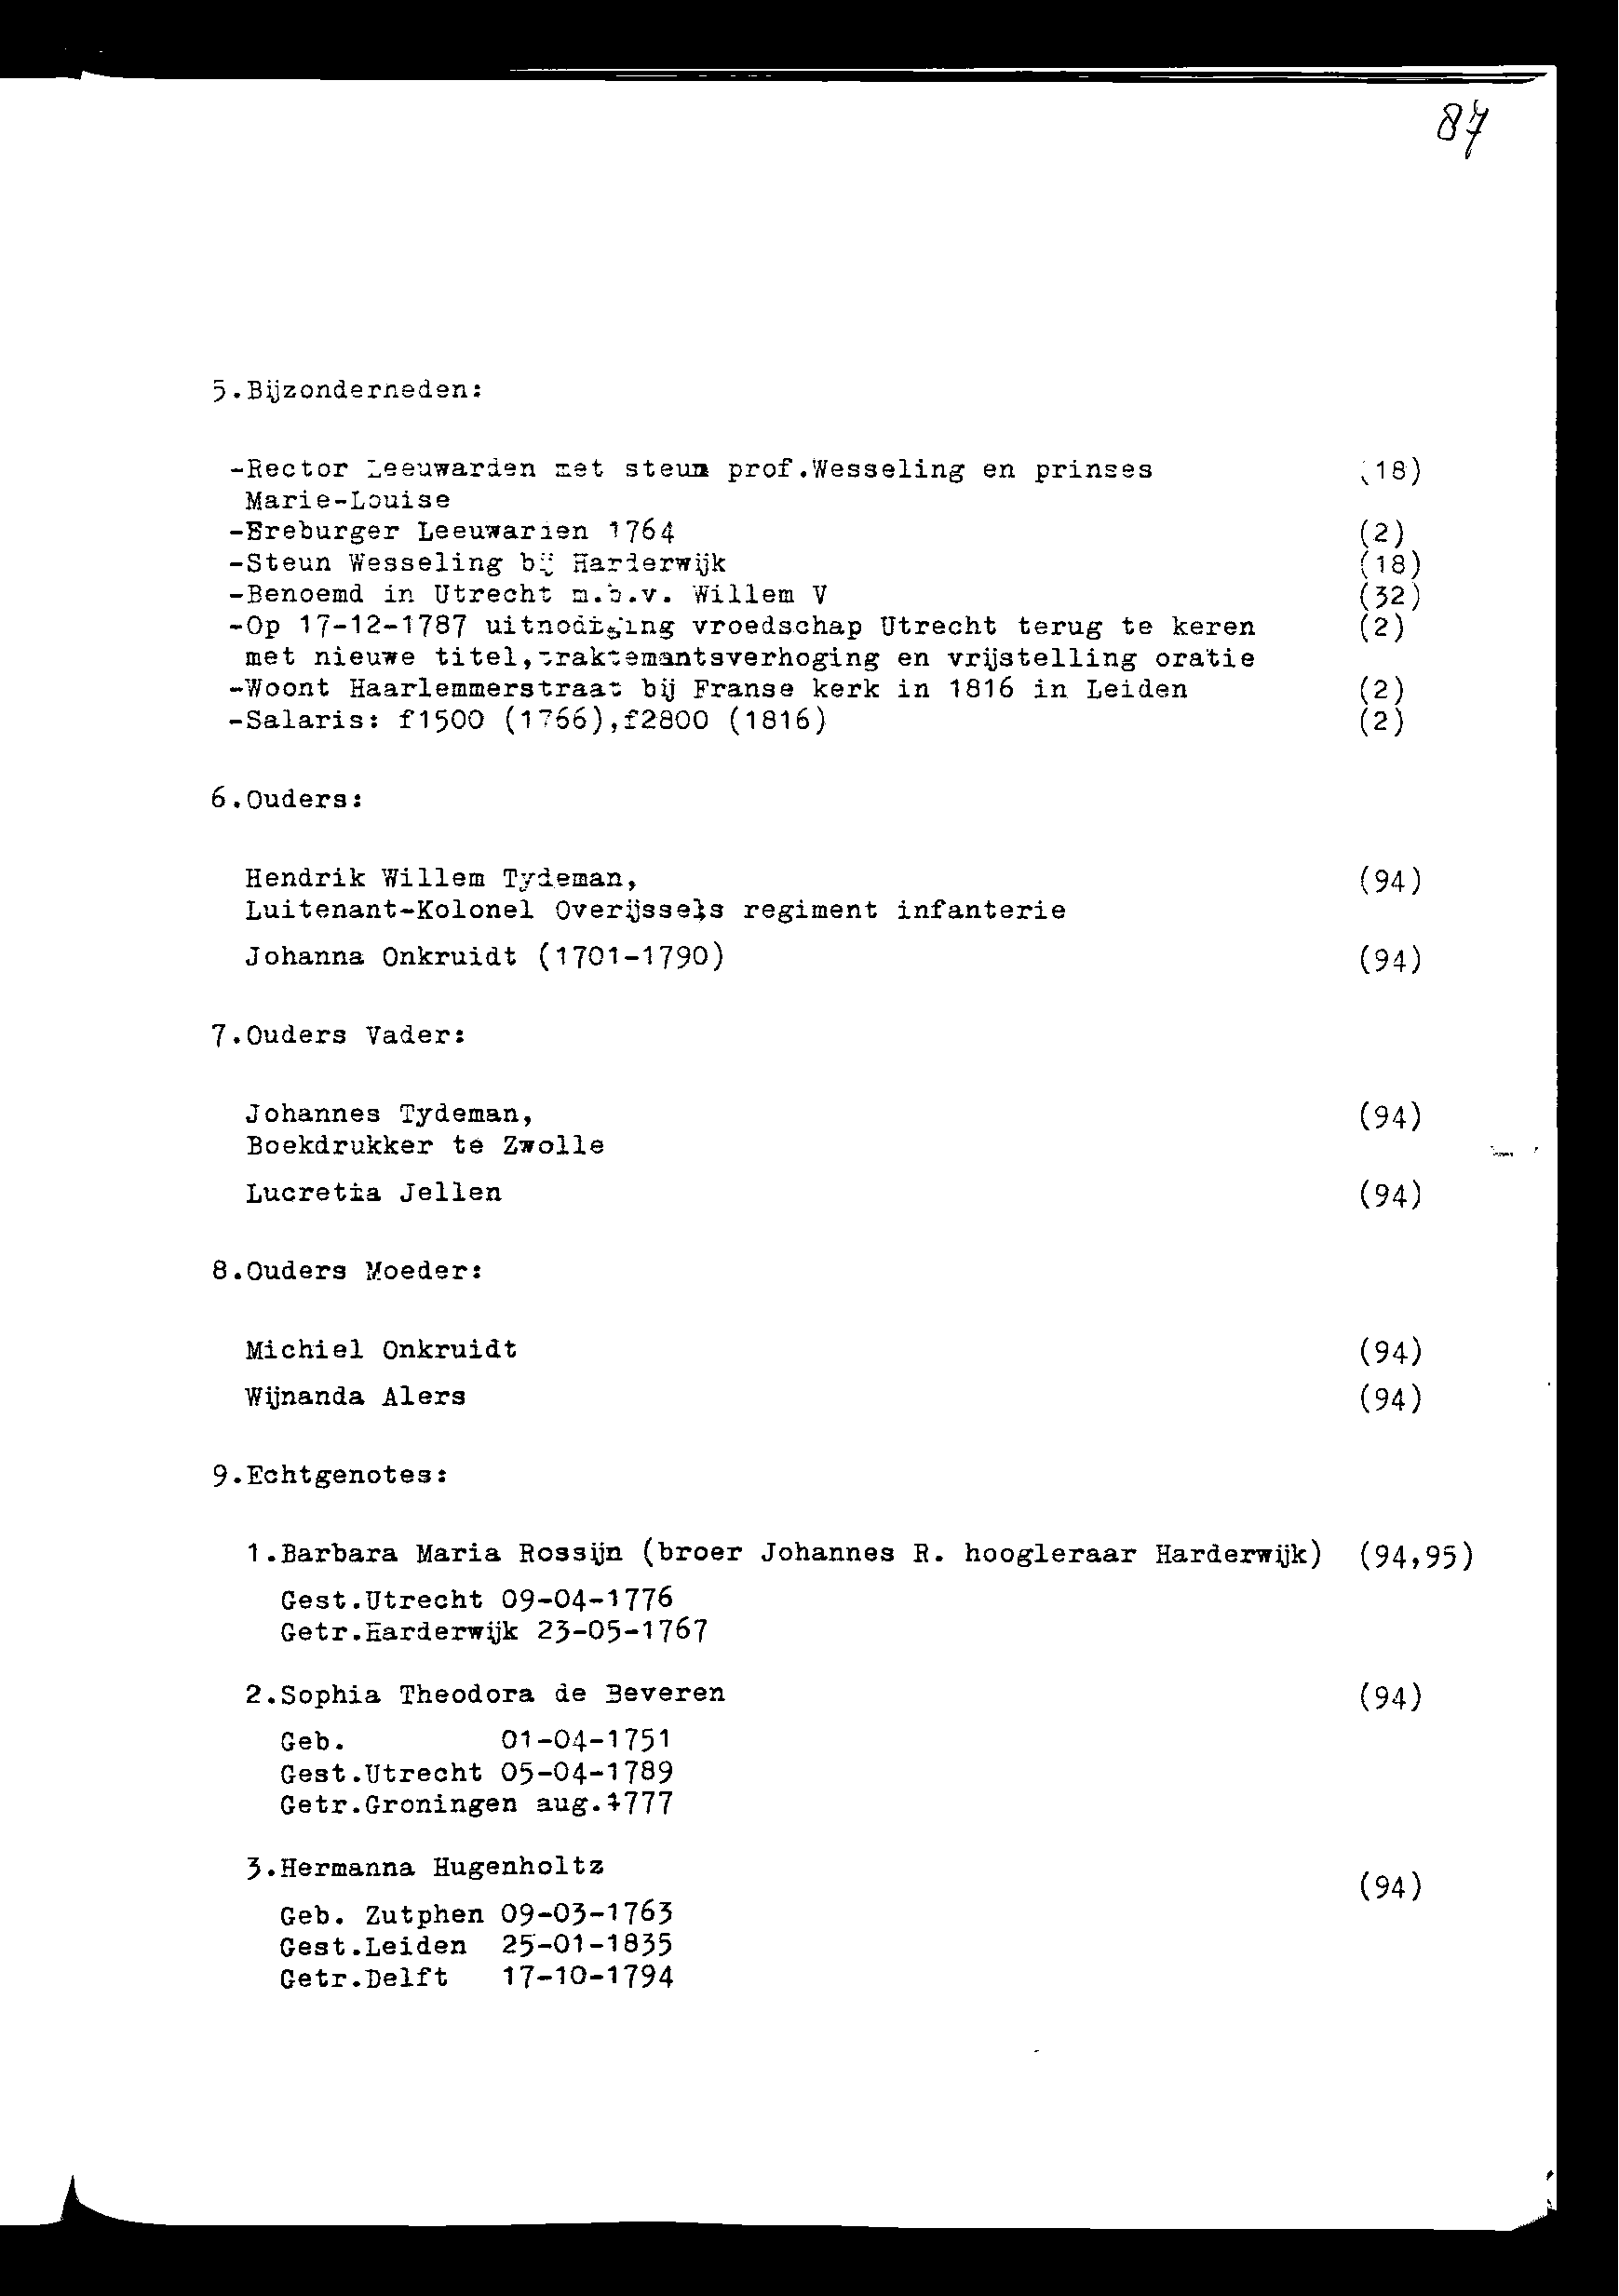 87
5.Bijzonderheden:
-Rector Leeuwarden met steun prof.Wesseling en prinses (18)
Marie-Louise
-Ereburger Leeuwarden 1764 (2)
-Steun Wesseling bij Harderwijk (18)
-Benoemd in Utrecht m.b.v. Willem V (32)
-Op 17-12-1787 uitnodiging vroedschap Utrecht terug te keren (2)
met nieuwe titel,traktemantsverhoging en vrijstelling oratie
-Woont Haarlemmerstraat bij Franse kerk in 1816 in Leiden (2)
-Salaris: f1500 (1766),f2800 (1816) (2)
6.Ouders:
Hendrik Willem Tydeman, (94)
Luitenant-Kolonel Overijssels regiment infanterie
Johanna Onkruidt (1701-1790) (94)
7.Ouders Vader:
Johannes Tydeman, (94)
Boekdrukker te Zwolle
Lucretia Jellen (94)
8.Ouders Moeder:
Michiel Onkruidt (94)
Wijnanda Alers (94)
9.Echtgenotes:
1.Barbara Maria Rossijn (broer Johannes R. hoogleraar Harderwijk) (94,95)
Gest.Utrecht 09-04-1776
Getr.Harderwijk 23-05-1767
2.Sophia Theodora de Beveren (94)
Geb. 01-04-1751
Gest.Utrecht 05-04-1789
Getr.Groningen aug.1777
3.Hermanna Hugenholtz (94)
Geb. Zutphen 09-03-1763
Gest.Leiden 25-01-1835
Getr.Delft 17-10-1794